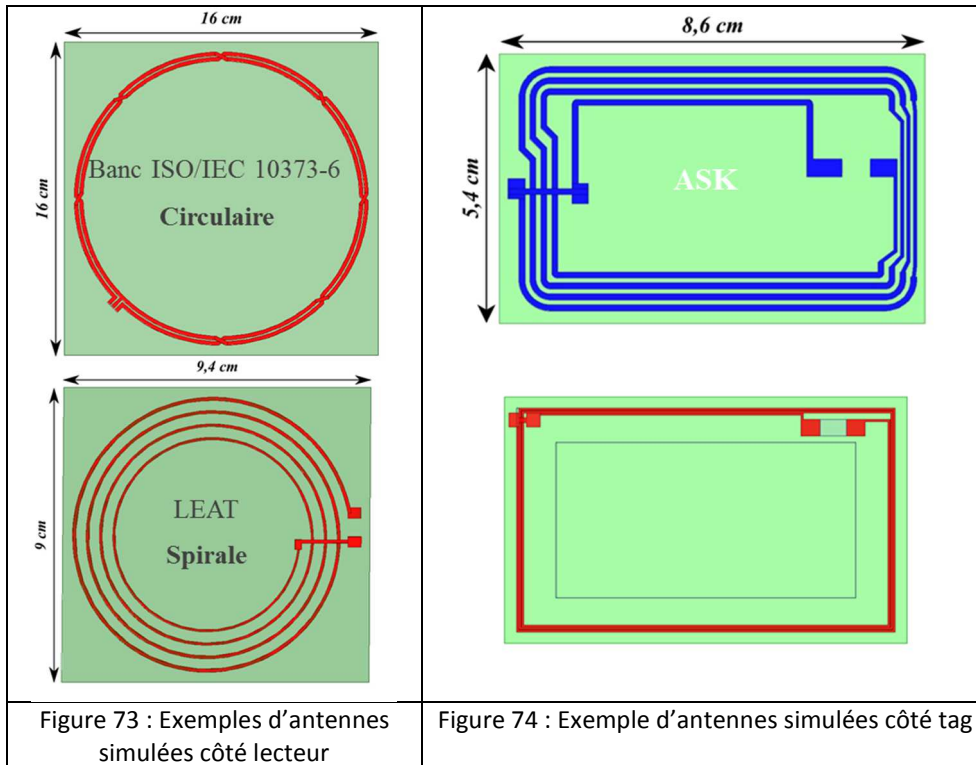 16 cm
16 cm
Banc ISO/IEC 10373-6
Circulaire
9,4 cm
9 cm
LEAT
Spirale
Figure 73 : Exemples d’antennes
simulées côté lecteur
8,6 cm
5,4 cm
ASK
Figure 74 : Exemple d’antennes simulées côté tag